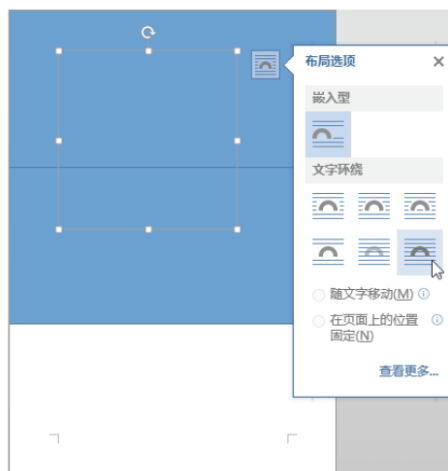 布局选项
嵌入型
文字环绕
随文字移动(M)
在页面上的位置
固定(N)
查看更多...